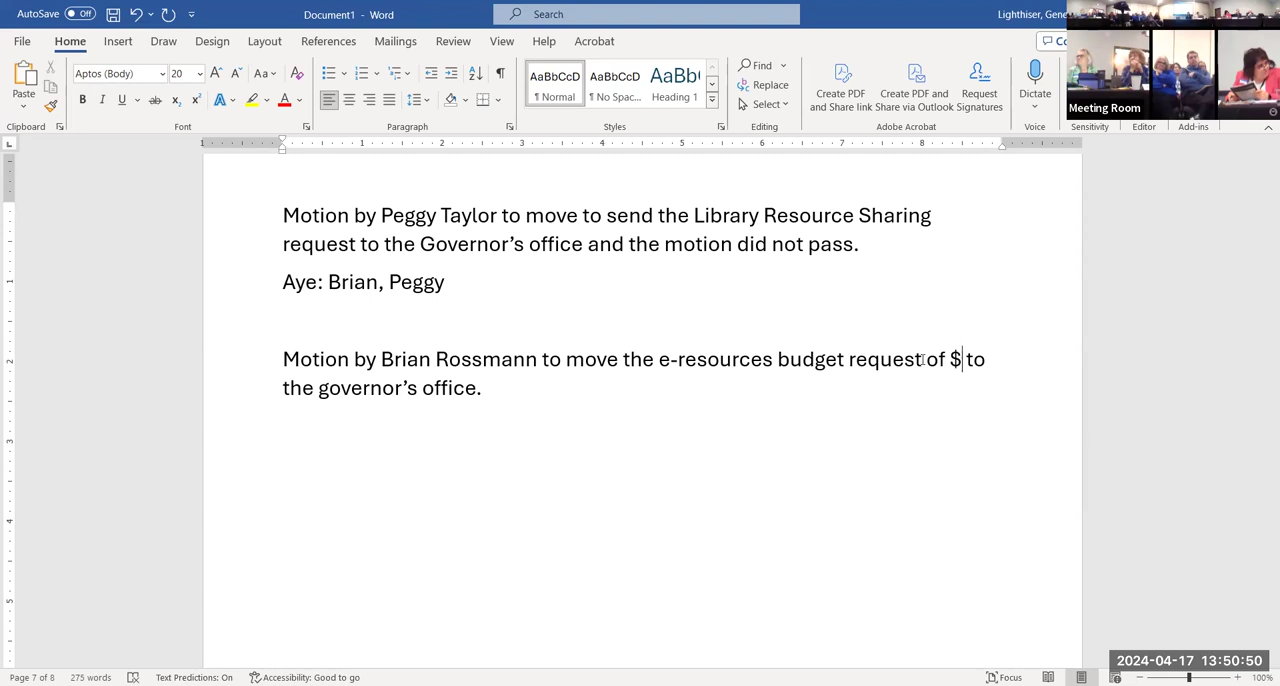 AutoSave Off Document1 - Word Search Lighthiser, Gene
File Home Insert Draw Design Layout References Mailings Review View Help Acrobat
Paste
Clipboard
Aptos (Body) 20
Font
Paragraph
AaBbCcD AaBbCcD AaBb
¶ Normal ¶ No Spac... Heading 1
Styles
Find
Replace
Select
Editing
Create PDF and Share link
Create PDF and Share via Outlook
Request Signatures
Adobe Acrobat
Dictate
Voice
Sensitivity
Editor
Add-ins
Meeting Room
Motion by Peggy Taylor to move to send the Library Resource Sharing
request to the Governor’s office and the motion did not pass.
Aye: Brian, Peggy
Motion by Brian Rossmann to move the e-resources budget request of $ to
the governor’s office.
2024-04-17 13:50:50
Page 7 of 8 275 words Text Predictions: On Accessibility: Good to go Focus 100%